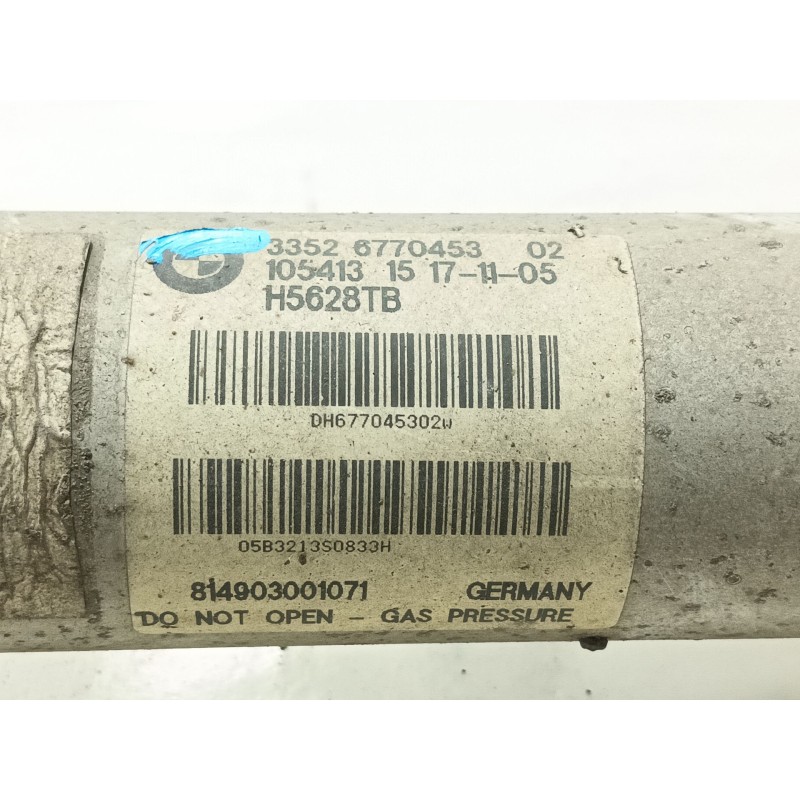 3352 6770453 02
105413 15 17-11-05
H5628TB
DH677045302W
05B3213S0833H
814903001071 GERMANY
DO NOT OPEN - GAS PRESSURE